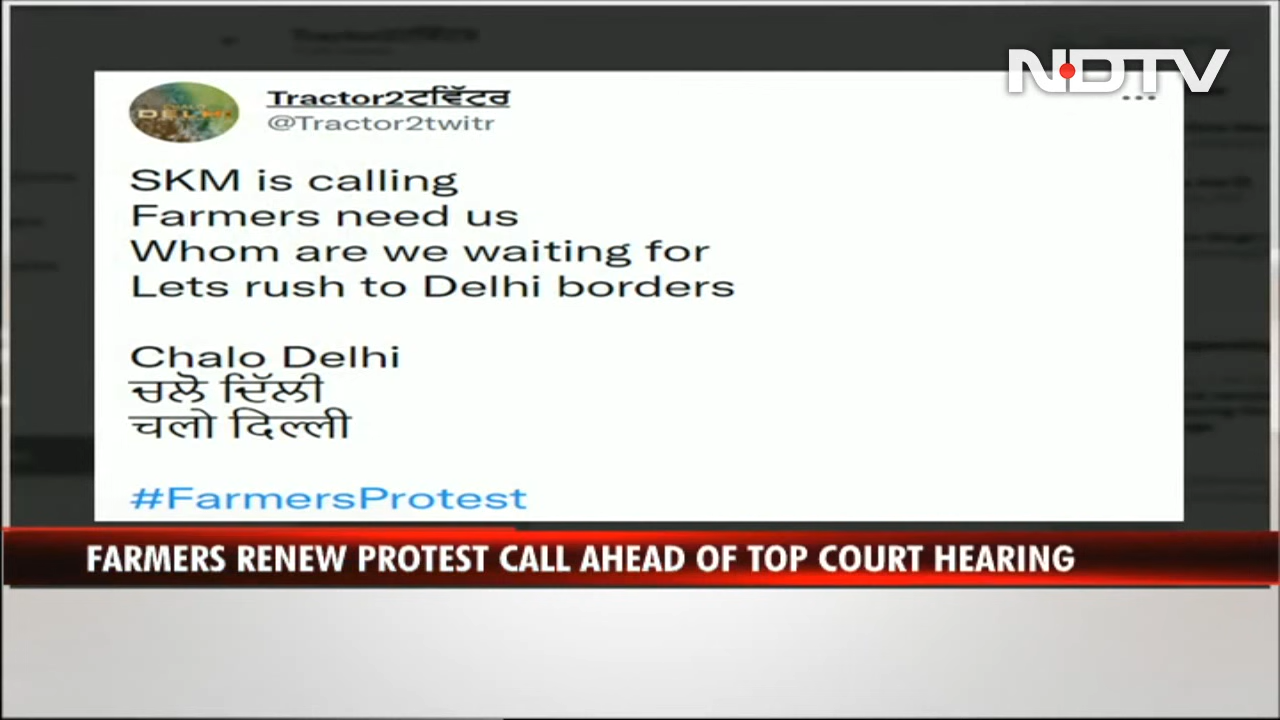 NDTV
Tractor2ਟਵਿੱਟਰ
@Tractor2twitr
SKM is calling
Farmers need us
Whom are we waiting for
Lets rush to Delhi borders
Chalo Delhi
ਚਲੋ ਦਿੱਲੀ
चलो दिल्ली
#FarmersProtest
FARMERS RENEW PROTEST CALL AHEAD OF TOP COURT HEARING